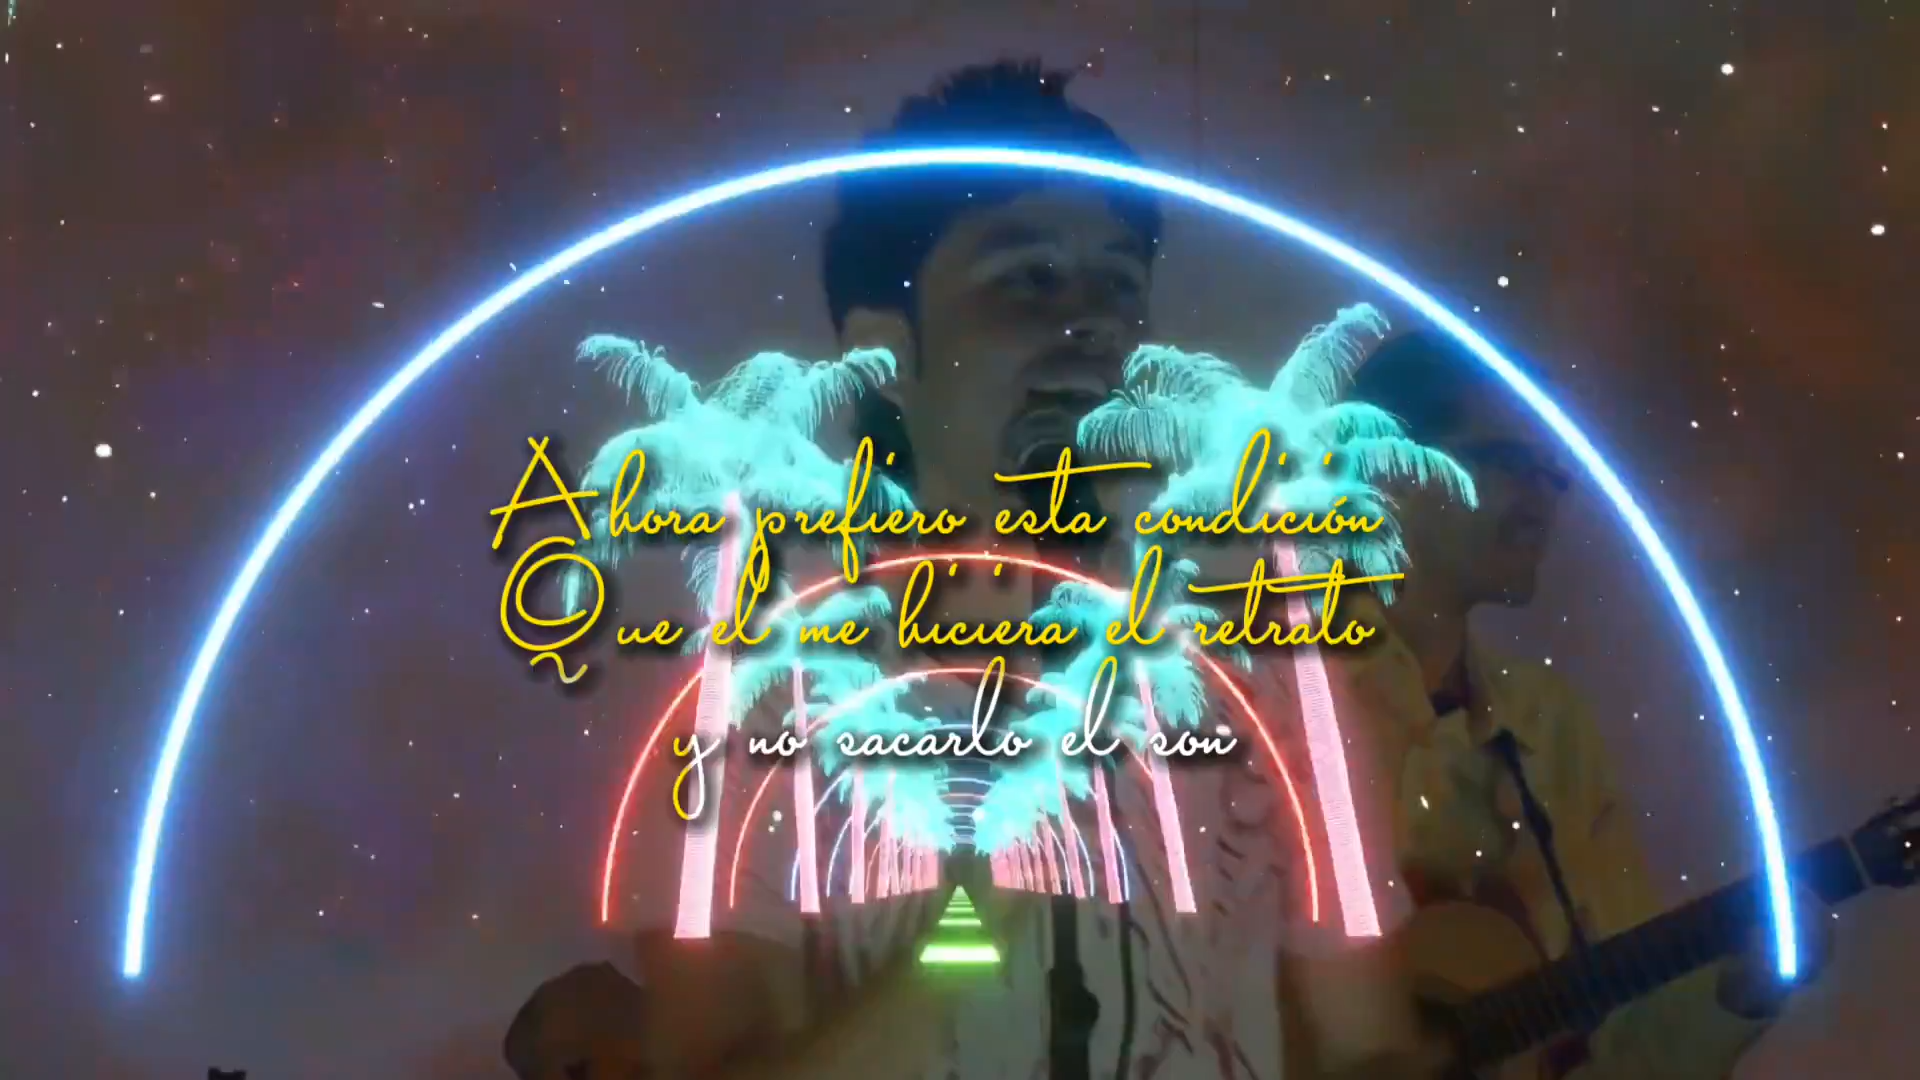 Ahora prefiero esta condición
Que el me hiciera el retrato
y no sacarlo el son